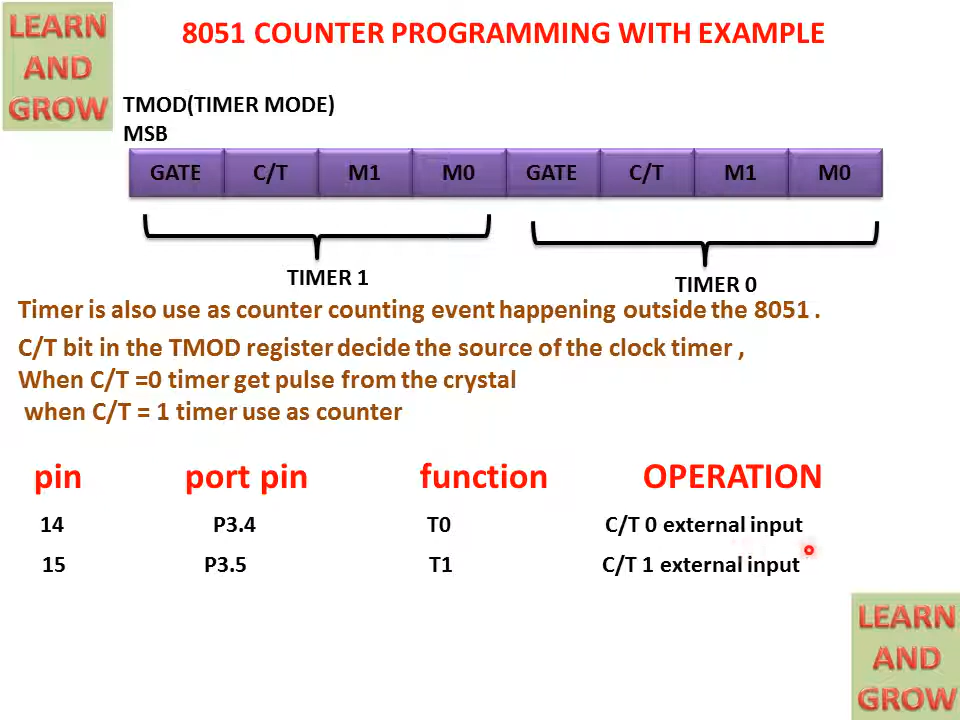 LEARN
AND
GROW
8051 COUNTER PROGRAMMING WITH EXAMPLE
TMOD(TIMER MODE)
MSB
GATE C/T M1 M0 GATE C/T M1 M0
TIMER 1 TIMER 0
Timer is also use as counter counting event happening outside the 8051 .
C/T bit in the TMOD register decide the source of the clock timer ,
When C/T =0 timer get pulse from the crystal
when C/T = 1 timer use as counter
pin port pin function OPERATION
14 P3.4 T0 C/T 0 external input
15 P3.5 T1 C/T 1 external input
LEARN
AND
GROW